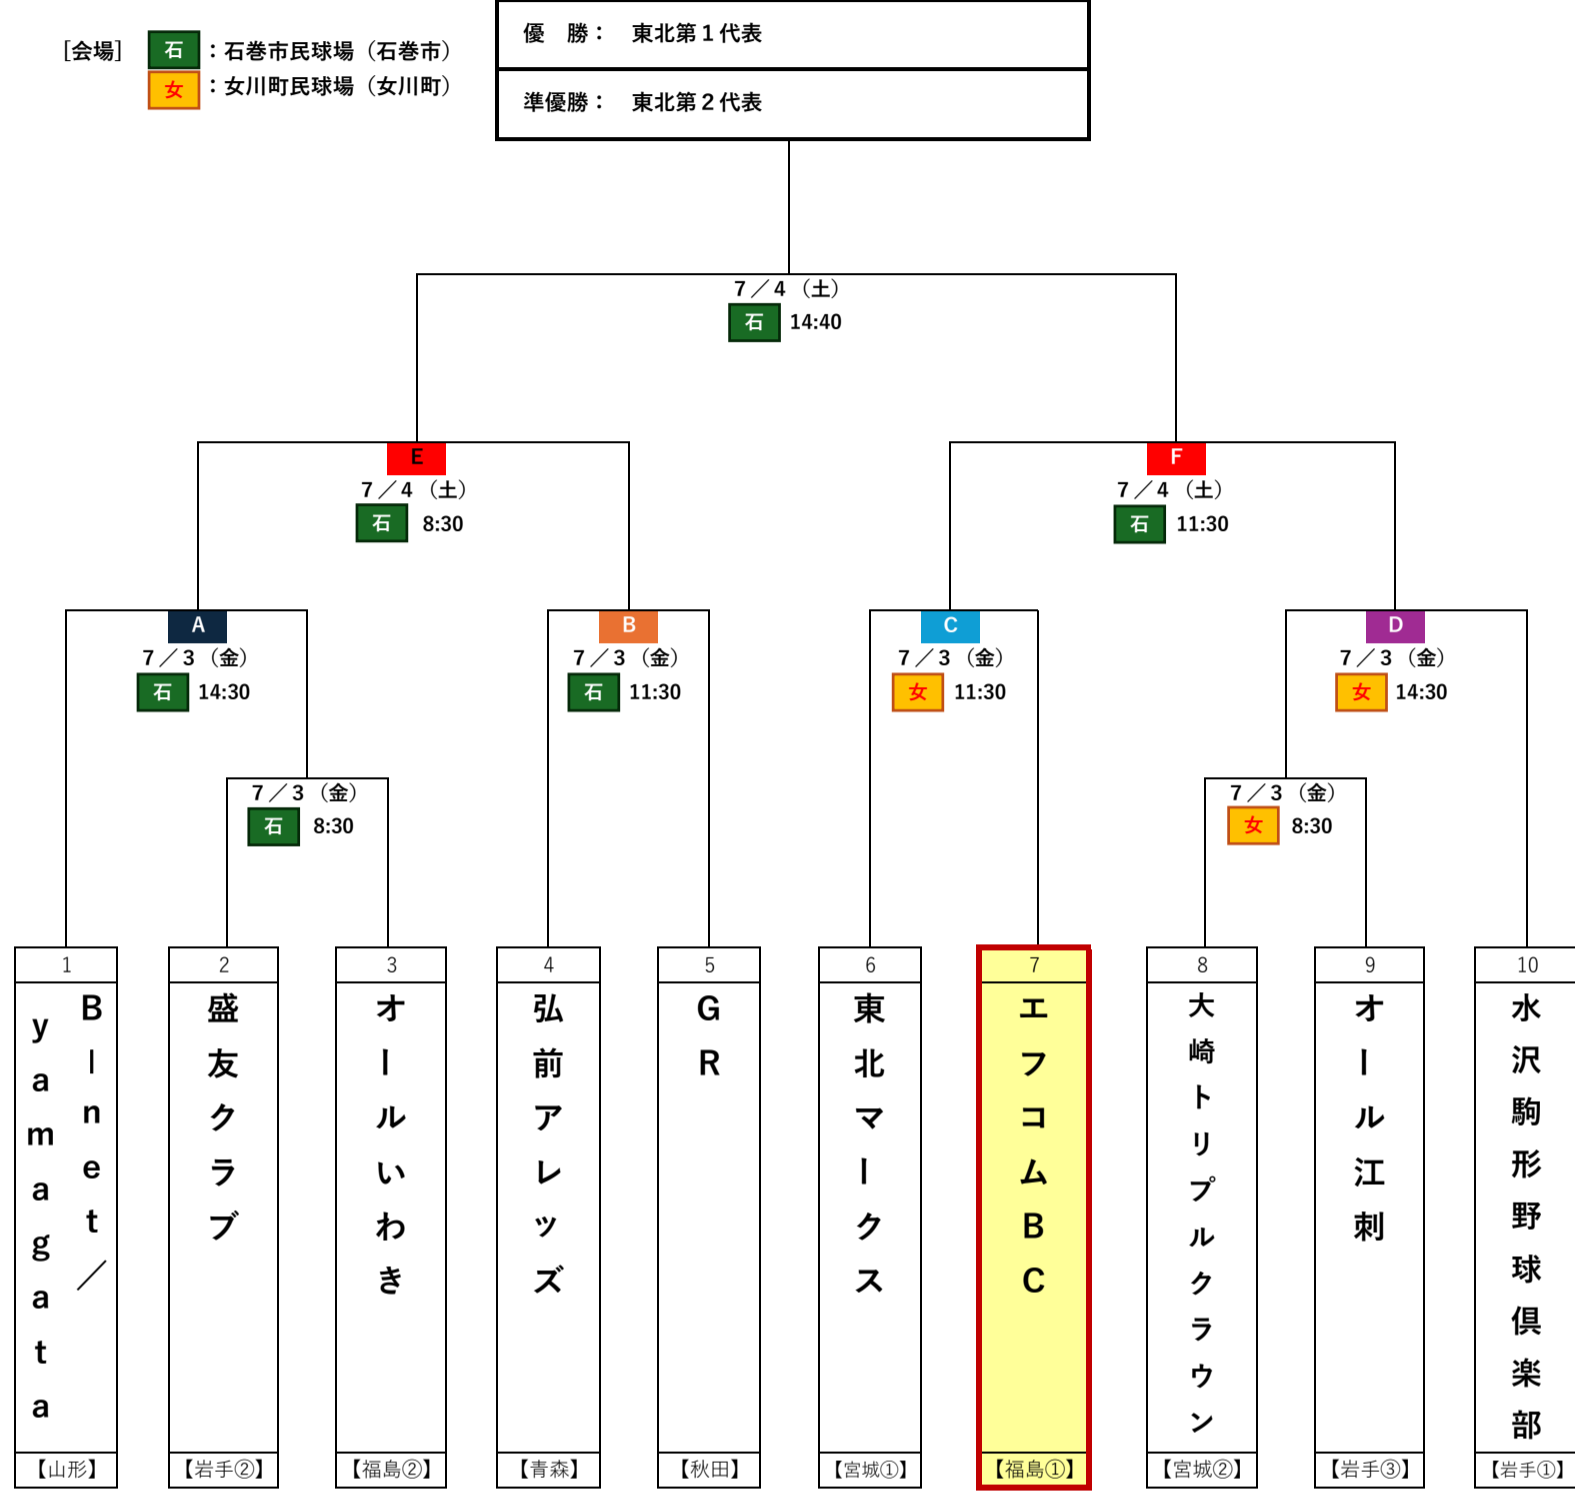 [会場] 石 ：石巻市民球場（石巻市）
女 ：女川町民球場（女川町）
優　勝：　東北第１代表
準優勝：　東北第２代表
7／4（土）
石 14:40
E
7／4（土）
石 8:30
F
7／4（土）
石 11:30
A
7／3（金）
石 14:30
B
7／3（金）
石 11:30
C
7／3（金）
女 11:30
D
7／3（金）
女 14:30
7／3（金）
石 8:30
7／3（金）
女 8:30
1
Ｂｌｎｅｔ／
ｙａｍａｇａｔａ
【山形】
2
盛友クラブ
【岩手②】
3
オールいわき
【福島②】
4
弘前アレッズ
【青森】
5
ＧＲ
【秋田】
6
東北マークス
【宮城①】
7
エフコムＢＣ
【福島①】
8
大崎トリプルクラウン
【宮城②】
9
オール江刺
【岩手③】
10
水沢駒形野球倶楽部
【岩手①】